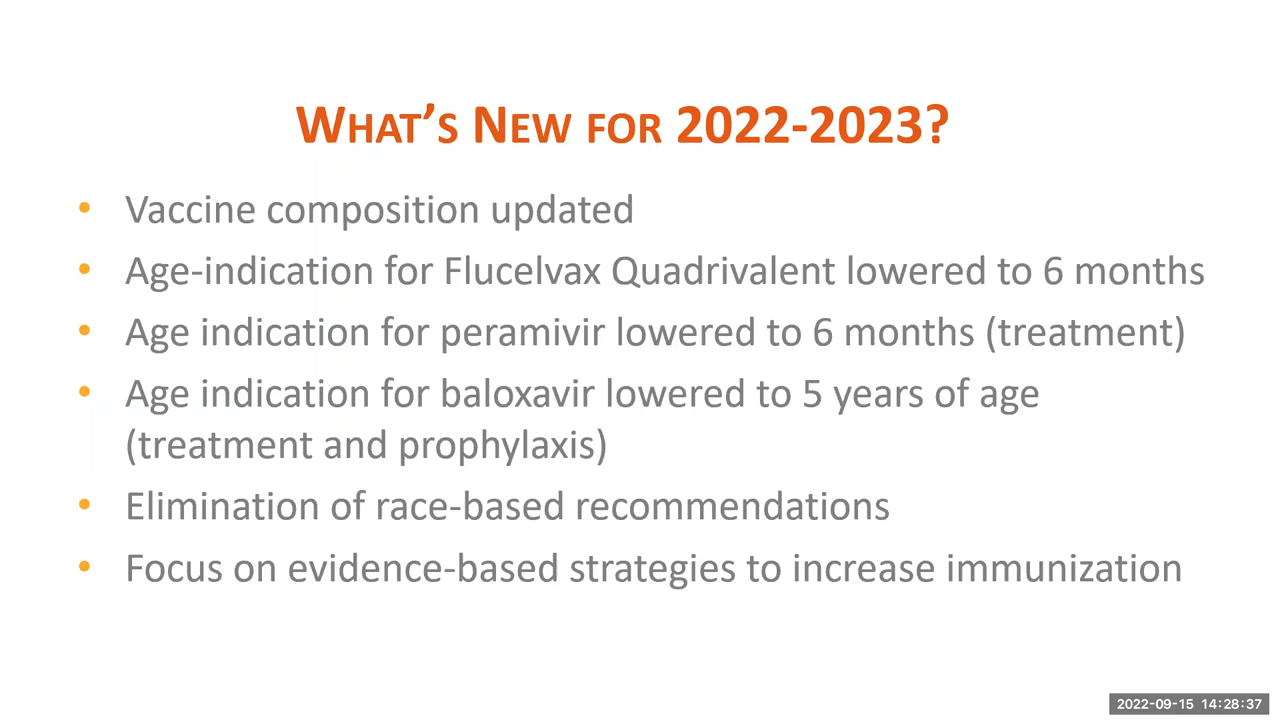 What's New for 2022-2023?
• Vaccine composition updated
• Age-indication for Flucelvax Quadrivalent lowered to 6 months
• Age indication for peramivir lowered to 6 months (treatment)
• Age indication for baloxavir lowered to 5 years of age
(treatment and prophylaxis)
• Elimination of race-based recommendations
• Focus on evidence-based strategies to increase immunization
2022-09-15 14:28:37